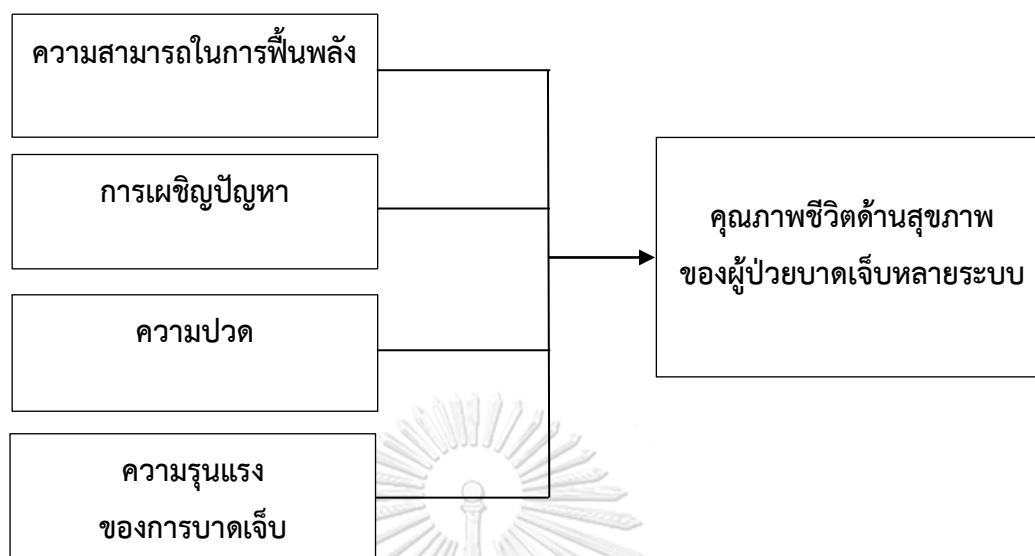 ความสามารถในการฟื้นพลัง
การเผชิญปัญหา
ความปวด
ความรุนแรง
ของการบาดเจ็บ
คุณภาพชีวิตด้านสุขภาพ
ของผู้ป่วยบาดเจ็บหลายระบบ